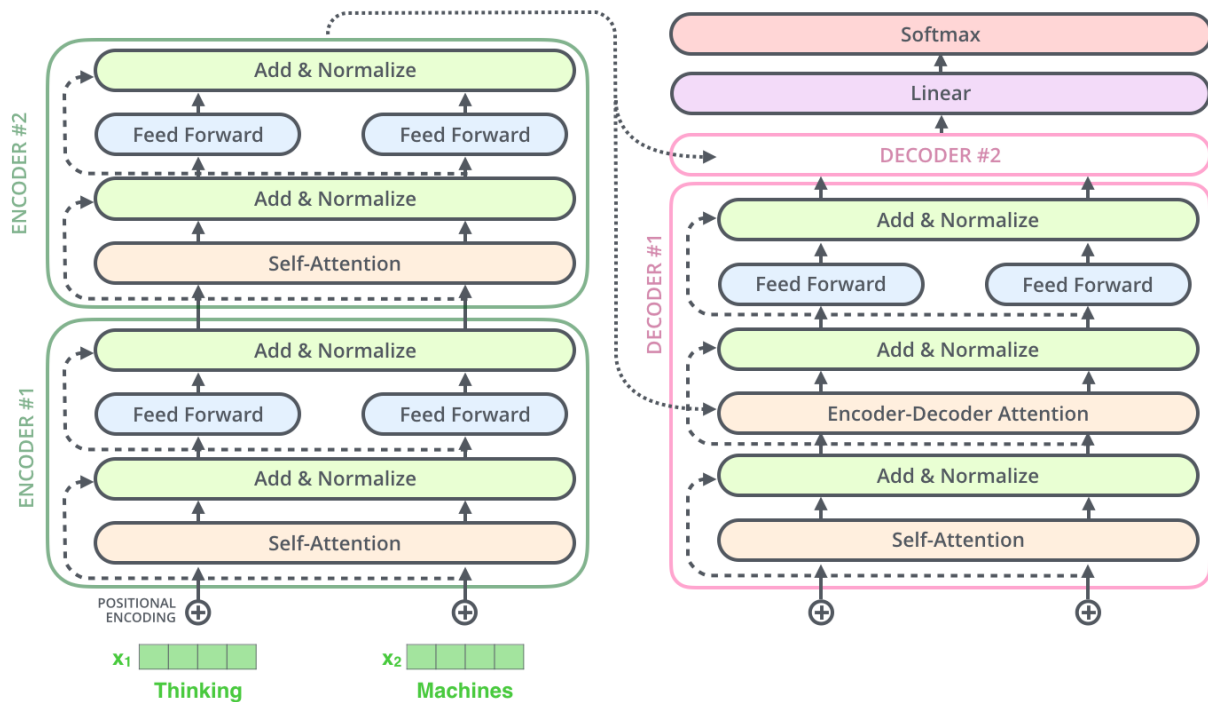 ENCODER #2
Add & Normalize
Feed Forward
Feed Forward
Add & Normalize
Self-Attention
ENCODER #1
Add & Normalize
Feed Forward
Feed Forward
Add & Normalize
Self-Attention
POSITIONAL
ENCODING
x1
x2
Thinking
Machines
Softmax
Linear
DECODER #2
DECODER #1
Add & Normalize
Feed Forward
Feed Forward
Add & Normalize
Encoder-Decoder Attention
Add & Normalize
Self-Attention